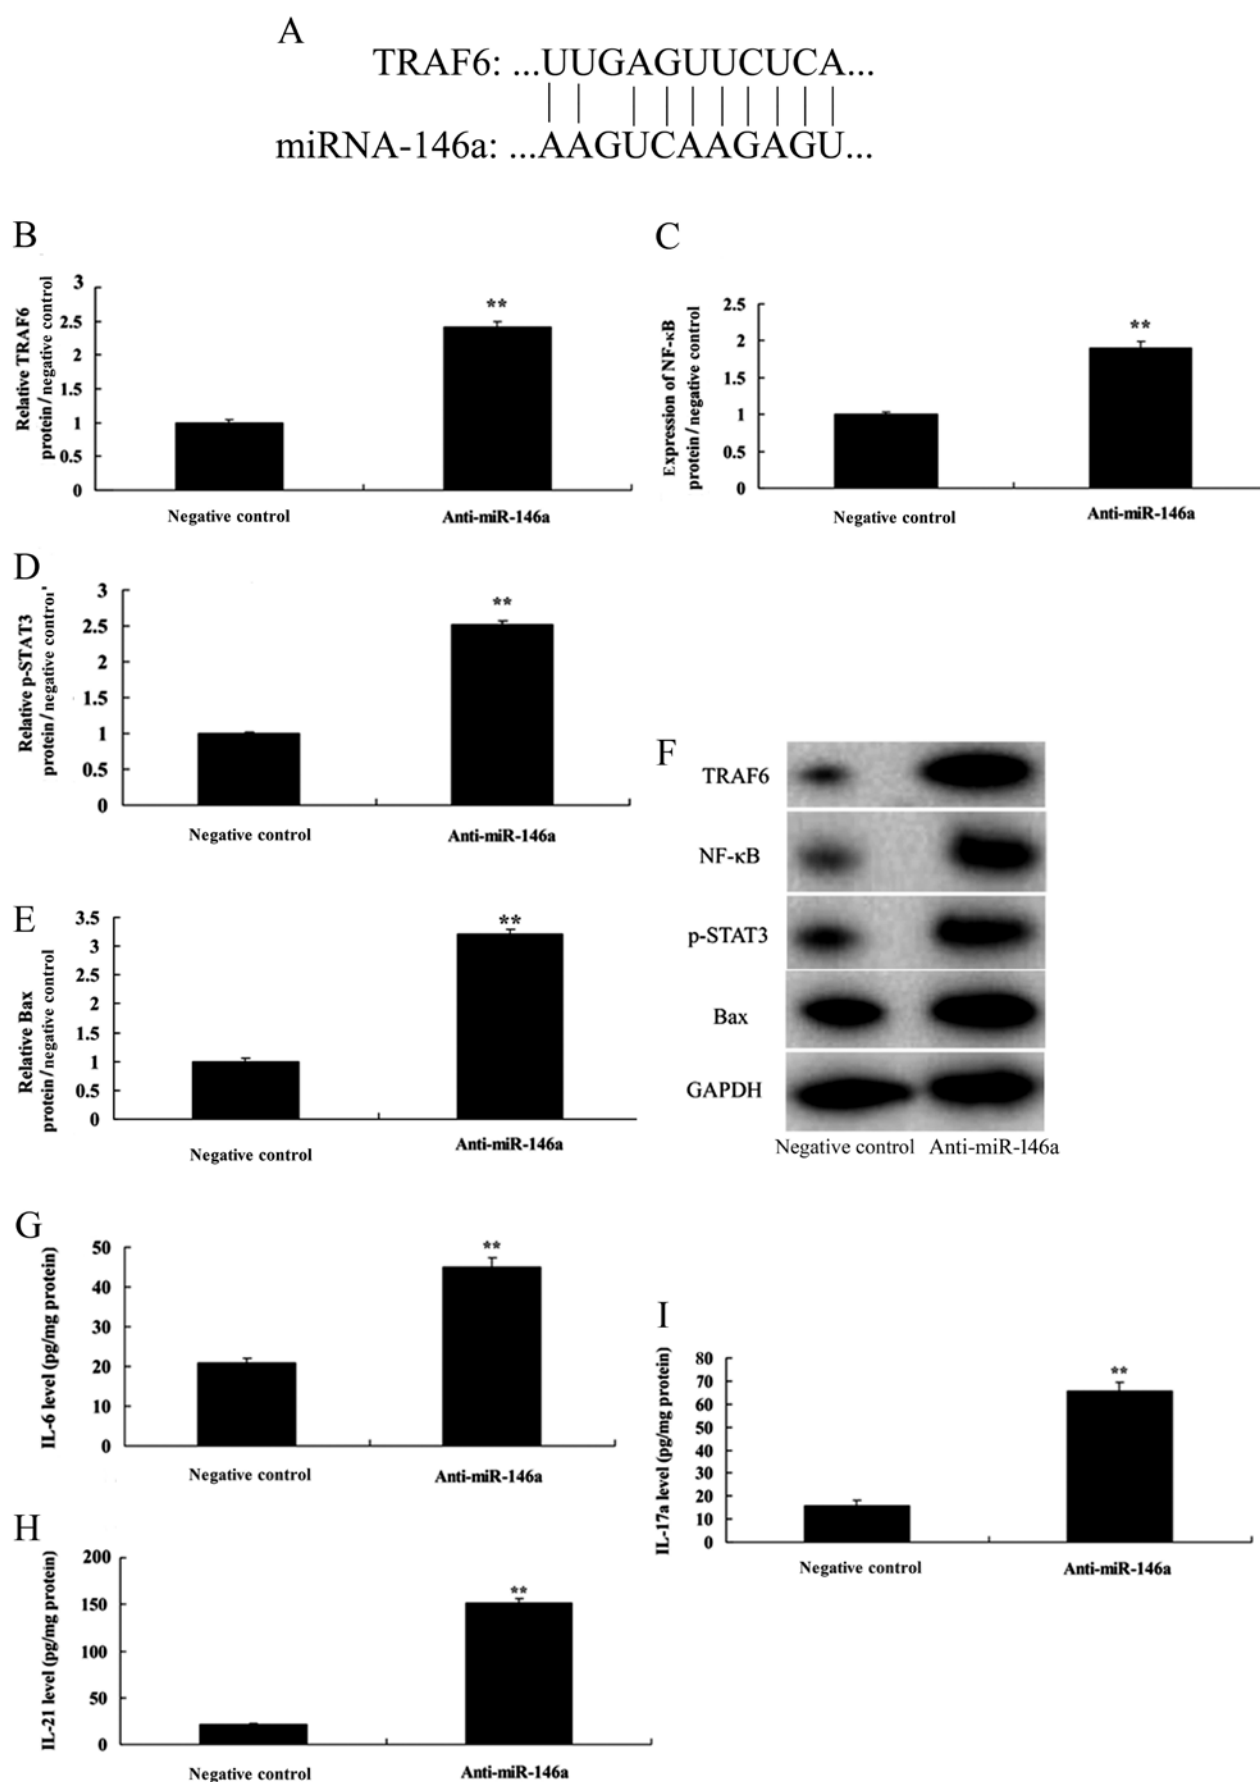 A
TRAF6: ...UUGAGUUCUCA...
miRNA-146a: ...AAGUCAAGAGU...
B
Relative TRAF6
protein/negative control
3
2.5
2
1.5
1
0.5
0
**
Negative control
Anti-miR-146a
C
Expression of NF-κB
protein/negative control
2.5
2
1.5
1
0.5
0
**
Negative control
Anti-miR-146a
D
Relative p-STAT3
protein/negative control
3
2.5
2
1.5
1
0.5
0
**
Negative control
Anti-miR-146a
E
Relative Bax
protein/negative control
3.5
3
2.5
2
1.5
1
0.5
0
**
Negative control
Anti-miR-146a
F
TRAF6
NF-κB
p-STAT3
Bax
GAPDH
Negative control Anti-miR-146a
G
IL-6 level (pg/mg protein)
50
40
30
20
10
0
**
Negative control
Anti-miR-146a
H
IL-21 level (pg/mg protein)
200
150
100
50
0
**
Negative control
Anti-miR-146a
I
IL-17a level (pg/mg protein)
80
70
60
50
40
30
20
10
0
**
Negative control
Anti-miR-146a